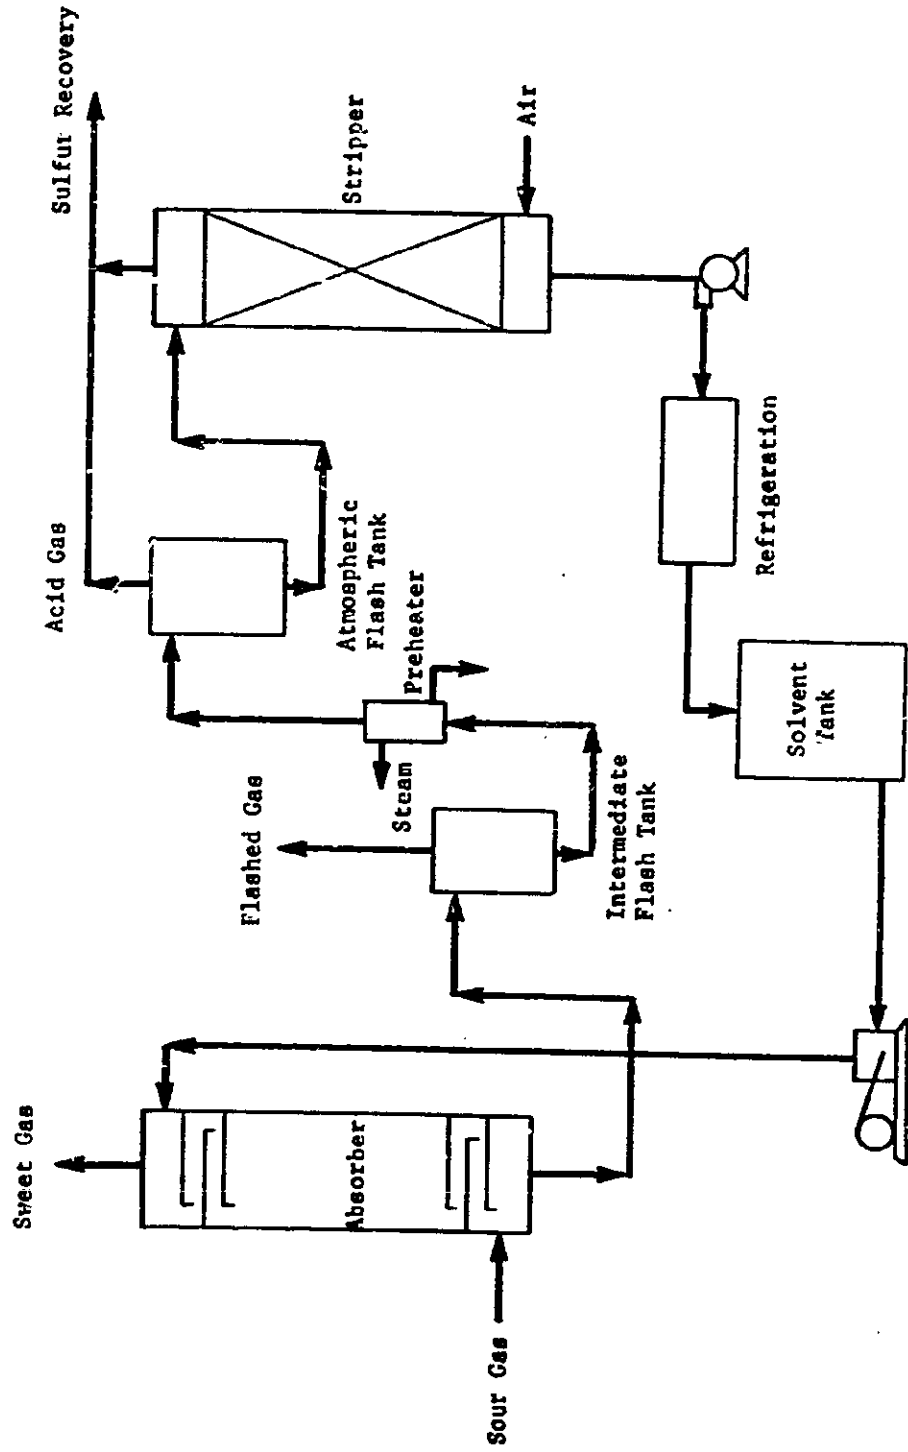 Sweet Gas
Acid Gas
Sulfur Recovery
Flashed Gas
Absorber
Atmospheric
Flash Tank
Stripper
Steam
Preheater
Sour Gas
Air
Intermediate
Flash Tank
Refrigeration
Solvent
Tank